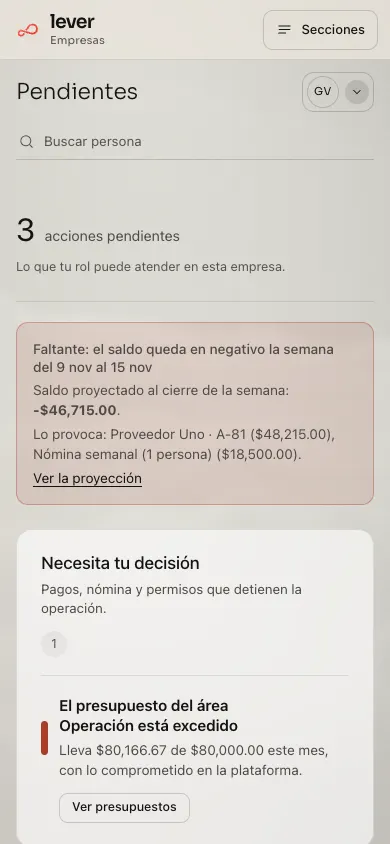 lever
Empresas
Secciones
Pendientes
GV
Buscar persona
3 acciones pendientes
Lo que tu rol puede atender en esta empresa.
Faltante: el saldo queda en negativo la semana
del 9 nov al 15 nov
Saldo proyectado al cierre de la semana:
-$46,715.00.
Lo provoca: Proveedor Uno · A-81 ($48,215.00),
Nómina semanal (1 persona) ($18,500.00).
Ver la proyección
Necesita tu decisión
Pagos, nómina y permisos que detienen la
operación.
1
El presupuesto del área
Operación está excedido
Lleva $80,166.67 de $80,000.00 este mes,
con lo comprometido en la plataforma.
Ver presupuestos